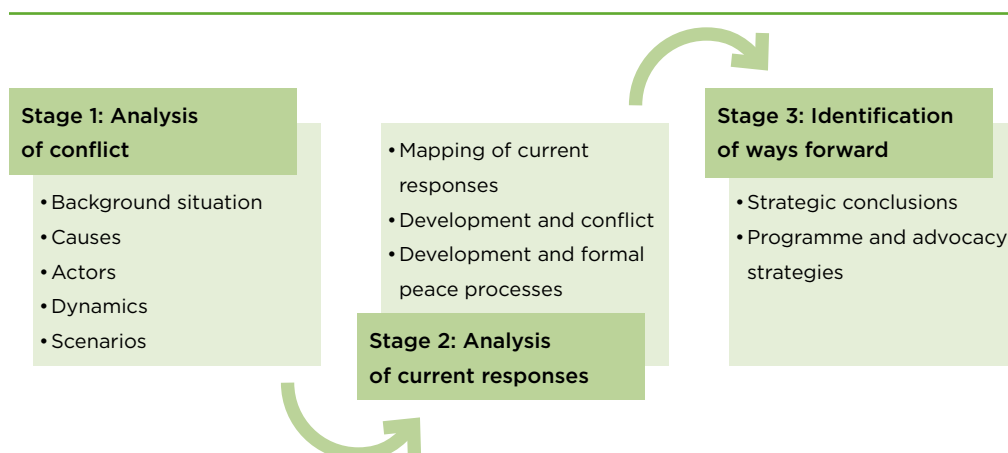 Stage 1: Analysis
of conflict
• Background situation
• Causes
• Actors
• Dynamics
• Scenarios
• Mapping of current
responses
• Development and conflict
• Development and formal
peace processes
Stage 2: Analysis
of current responses
Stage 3: Identification
of ways forward
• Strategic conclusions
• Programme and advocacy
strategies